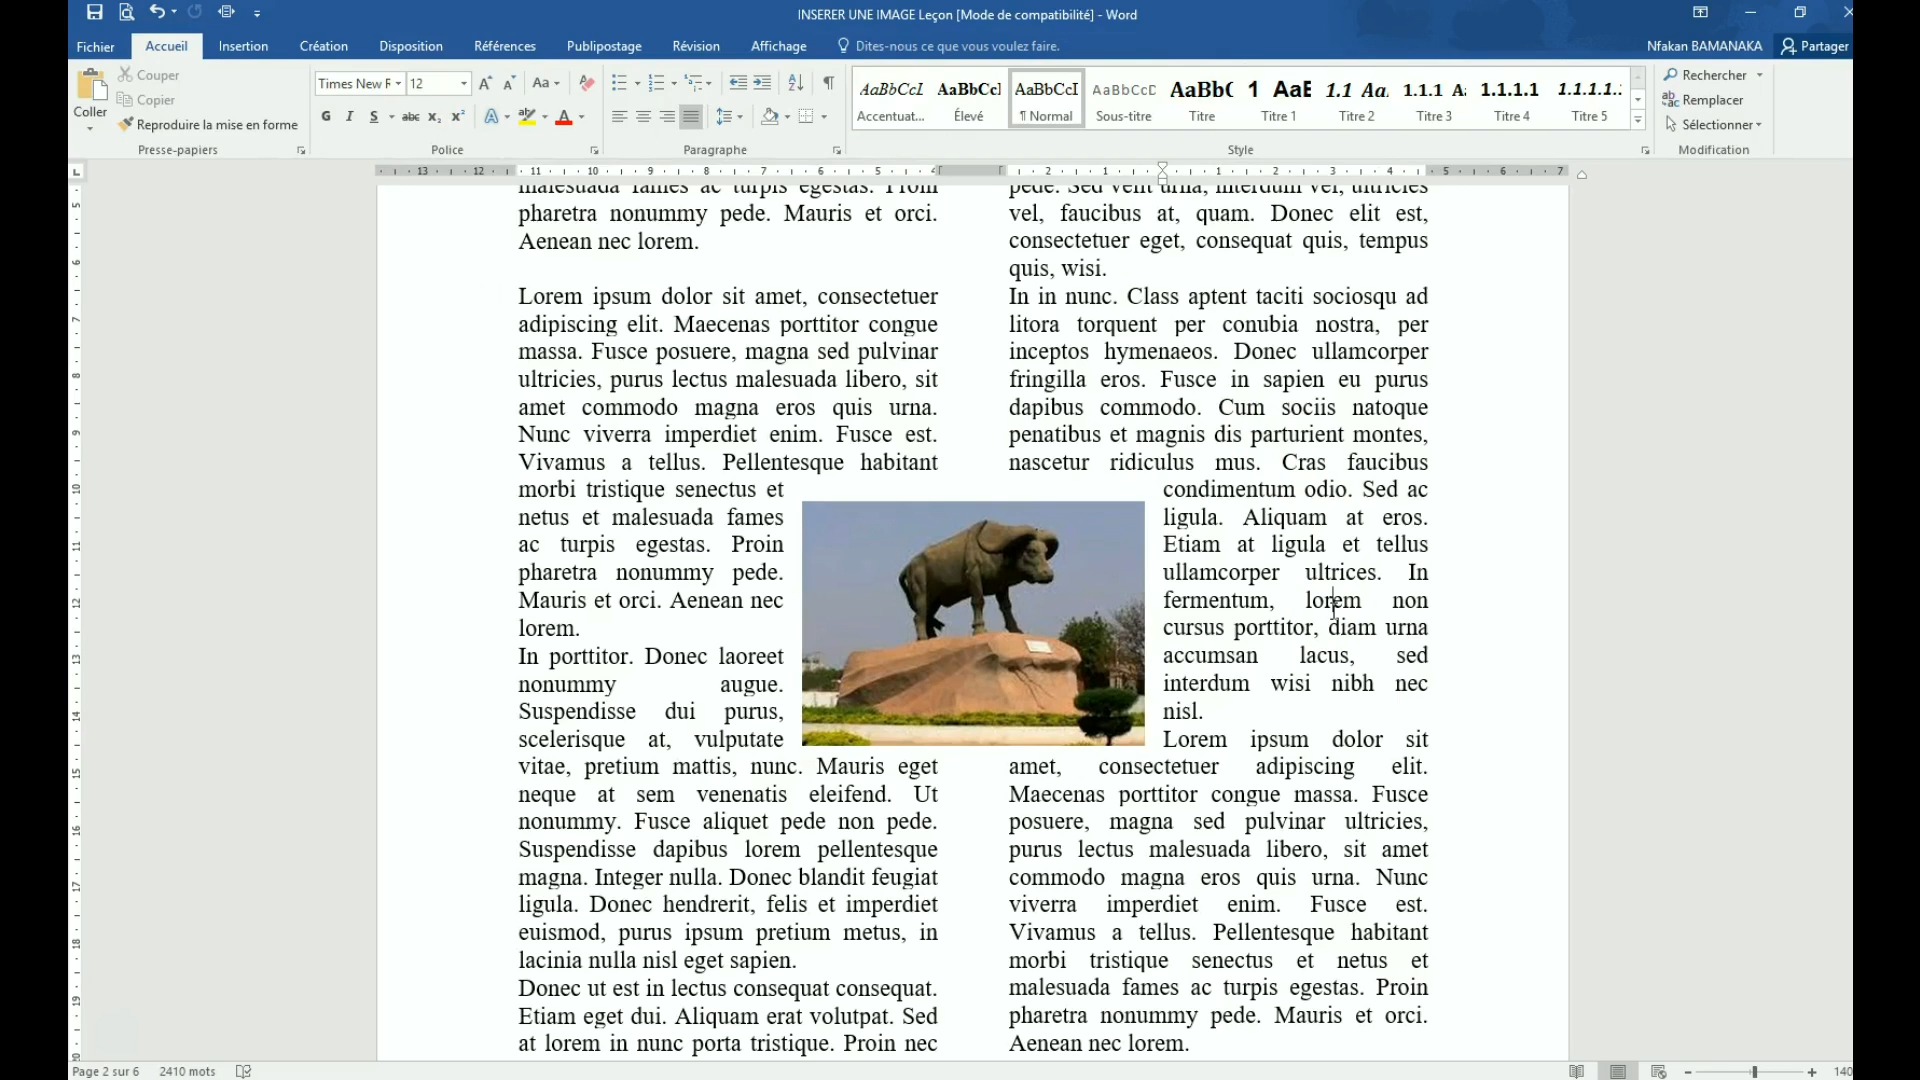 INSERER UNE IMAGE Leçon [Mode de compatibilité] - Word
Fichier Accueil Insertion Création Disposition Références Publipostage Révision Affichage Dites-nous ce que vous voulez faire. Nfakan BAMANAKA Partager
Coller
Couper
Copier
Reproduire la mise en forme
Presse-papiers
Times New R 12
G I S abc x₂ x²
Police
Paragraphe
AaBbCcI AaBbCcI AaBbCcI AaBbCcD AaBbC 1 AaB 1.1 Aa 1.1.1 A 1.1.1.1 1.1.1.1.
Accentuat... Élevé ¶ Normal Sous-titre Titre Titre 1 Titre 2 Titre 3 Titre 4 Titre 5
Style
Rechercher
Remplacer
Sélectionner
Modification
malesuada fames ac turpis egestas. Proin
pharetra nonummy pede. Mauris et orci.
Aenean nec lorem.
Lorem ipsum dolor sit amet, consectetuer
adipiscing elit. Maecenas porttitor congue
massa. Fusce posuere, magna sed pulvinar
ultricies, purus lectus malesuada libero, sit
amet commodo magna eros quis urna.
Nunc viverra imperdiet enim. Fusce est.
Vivamus a tellus. Pellentesque habitant
morbi tristique senectus et
netus et malesuada fames
ac turpis egestas. Proin
pharetra nonummy pede.
Mauris et orci. Aenean nec
lorem.
In porttitor. Donec laoreet
nonummy augue.
Suspendisse dui purus,
scelerisque at, vulputate
vitae, pretium mattis, nunc. Mauris eget
neque at sem venenatis eleifend. Ut
nonummy. Fusce aliquet pede non pede.
Suspendisse dapibus lorem pellentesque
magna. Integer nulla. Donec blandit feugiat
ligula. Donec hendrerit, felis et imperdiet
euismod, purus ipsum pretium metus, in
lacinia nulla nisl eget sapien.
Donec ut est in lectus consequat consequat.
Etiam eget dui. Aliquam erat volutpat. Sed
at lorem in nunc porta tristique. Proin nec
pede. Sed velit urna, interdum vel, ultricies
vel, faucibus at, quam. Donec elit est,
consectetuer eget, consequat quis, tempus
quis, wisi.
In in nunc. Class aptent taciti sociosqu ad
litora torquent per conubia nostra, per
inceptos hymenaeos. Donec ullamcorper
fringilla eros. Fusce in sapien eu purus
dapibus commodo. Cum sociis natoque
penatibus et magnis dis parturient montes,
nascetur ridiculus mus. Cras faucibus
condimentum odio. Sed ac
ligula. Aliquam at eros.
Etiam at ligula et tellus
ullamcorper ultrices. In
fermentum, lorem non
cursus porttitor, diam urna
accumsan lacus, sed
interdum wisi nibh nec
nisl.
Lorem ipsum dolor sit
amet, consectetuer adipiscing elit.
Maecenas porttitor congue massa. Fusce
posuere, magna sed pulvinar ultricies,
purus lectus malesuada libero, sit amet
commodo magna eros quis urna. Nunc
viverra imperdiet enim. Fusce est.
Vivamus a tellus. Pellentesque habitant
morbi tristique senectus et netus et
malesuada fames ac turpis egestas. Proin
pharetra nonummy pede. Mauris et orci.
Aenean nec lorem.
Page 2 sur 6 2410 mots 140